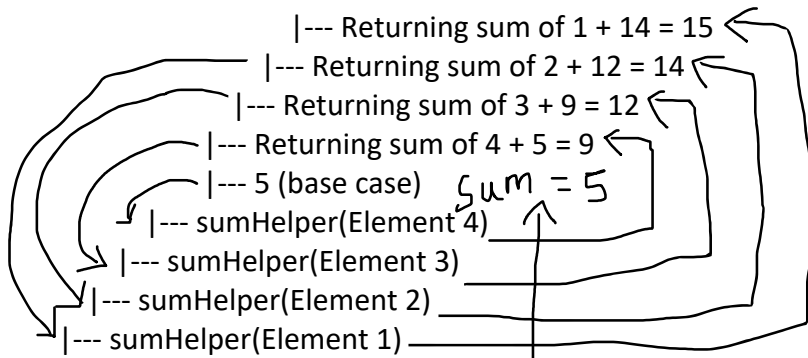 |--- Returning sum of 1 + 14 = 15
|--- Returning sum of 2 + 12 = 14
|--- Returning sum of 3 + 9 = 12
|--- Returning sum of 4 + 5 = 9
|--- 5 (base case) sum = 5
|--- sumHelper(Element 4)
|--- sumHelper(Element 3)
|--- sumHelper(Element 2)
|--- sumHelper(Element 1)